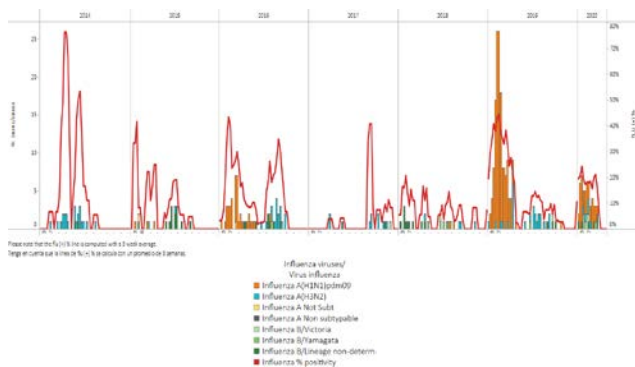 2014 2015 2016 2017 2018 2019 2020
25
20
15
10
5
0
80%
70%
60%
50%
40%
30%
20%
10%
0%
Please note that the Flu (+) % line is computed with a 3 week average.
Tenga en cuenta que la línea de flu (+) % se calcula con un promedio de 3 semanas.
Influenza viruses/
Virus influenza
Influenza A(H1N1)pdm09
Influenza A(H3N2)
Influenza A Not Subt
Influenza A Non subtypable
Influenza B/Victoria
Influenza B/Yamagata
Influenza B/Lineage non-determ
Influenza % positivity